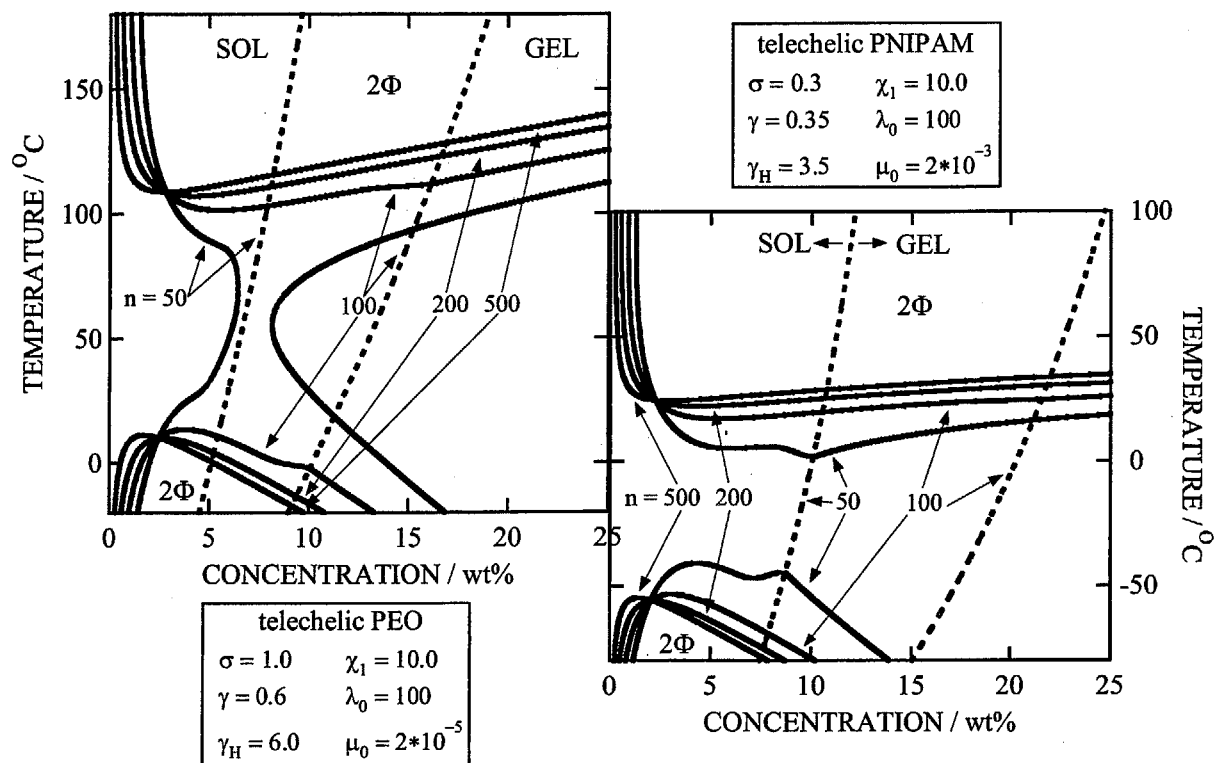 SOL
GEL
2Φ
150
100
50
0
TEMPERATURE / °C
n = 50
100
200
500
2Φ
0
5
10
15
20
25
CONCENTRATION / wt%
telechelic PEO
σ = 1.0 χ₁ = 10.0
γ = 0.6 λ₀ = 100
γ_H = 6.0 μ₀ = 2*10⁻⁵
telechelic PNIPAM
σ = 0.3 χ₁ = 10.0
γ = 0.35 λ₀ = 100
γ_H = 3.5 μ₀ = 2*10⁻³
SOL GEL
2Φ
100
50
0
-50
TEMPERATURE / °C
n = 500
200
50
100
2Φ
0
5
10
15
20
25
CONCENTRATION / wt%